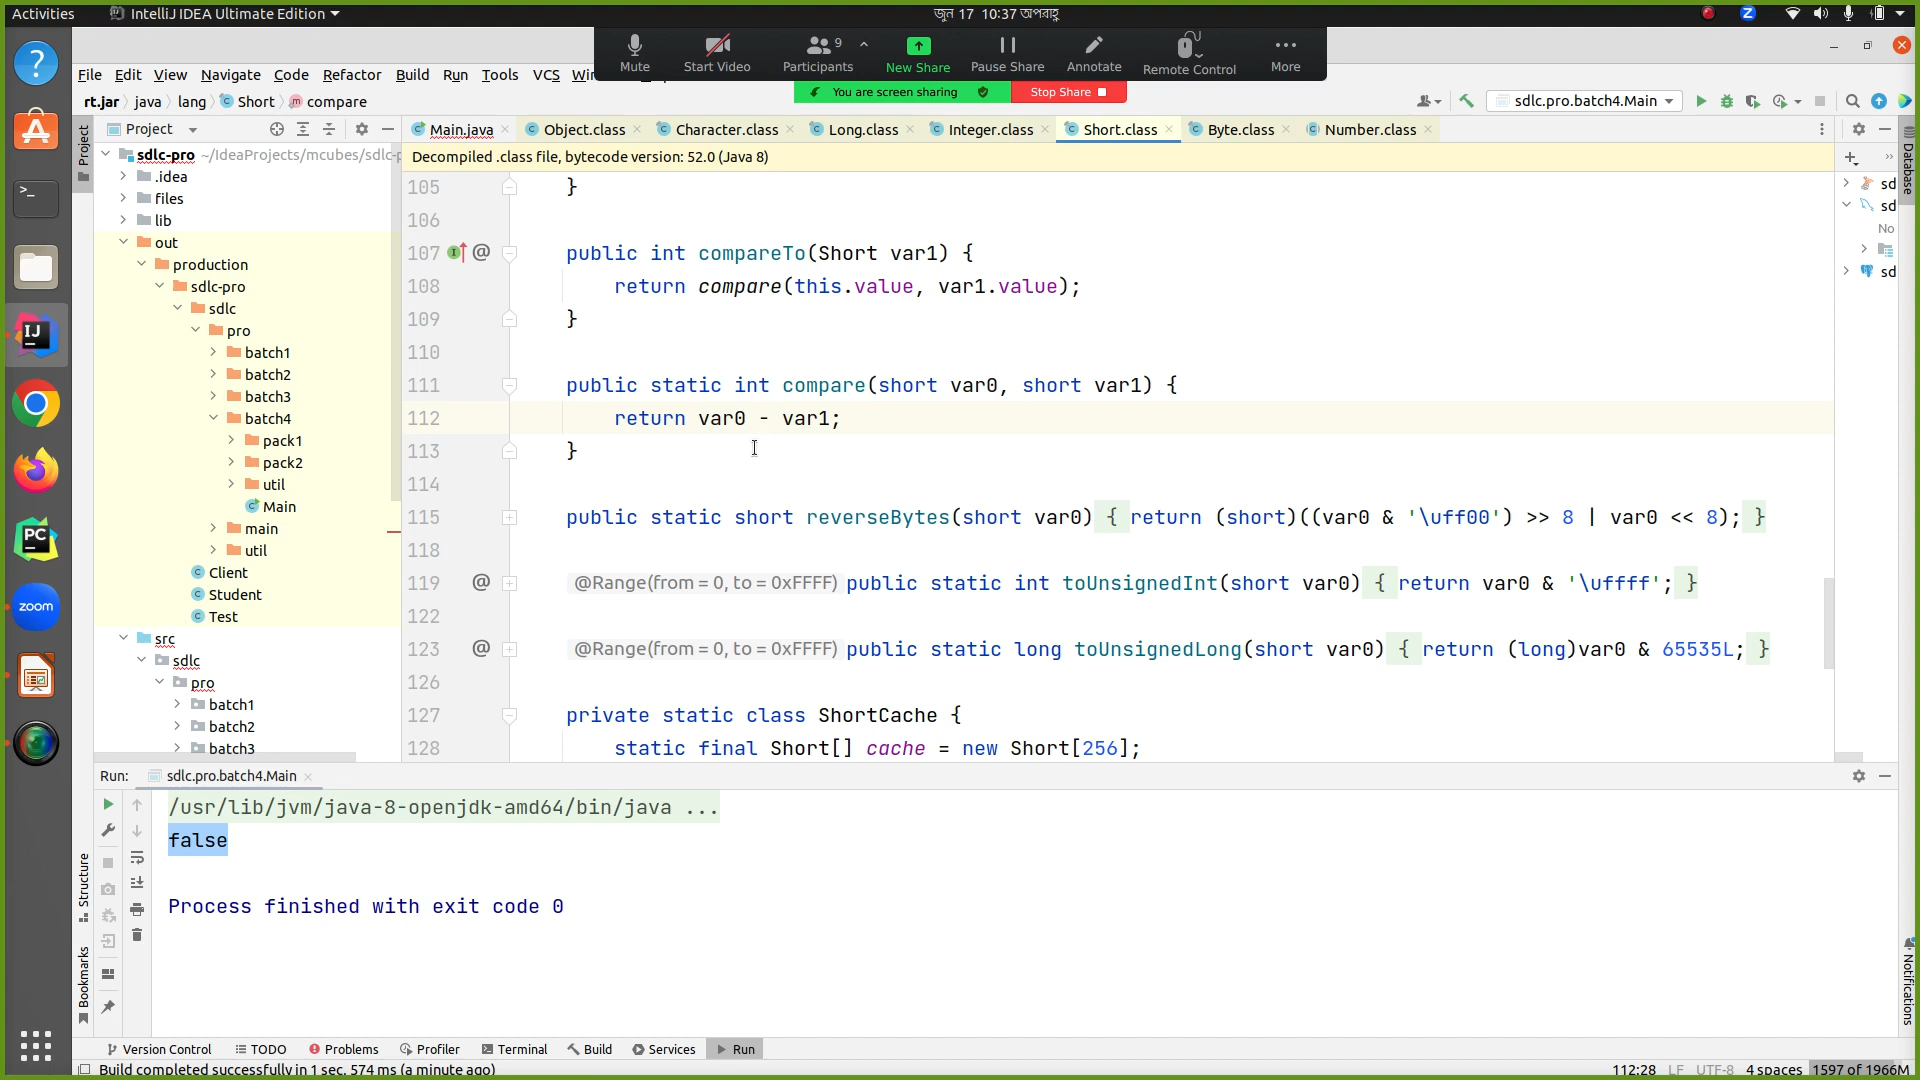 Activities
IntelliJ IDEA Ultimate Edition
জুন 17 10:37 অপরাহ্ণ
Z
Mute
Start Video
Participants
9
New Share
Pause Share
Annotate
Remote Control
More
You are screen sharing
Stop Share
File Edit View Navigate Code Refactor Build Run Tools VCS
rt.jar java lang Short compare
sdlc.pro.batch4.Main
Project
Main.java Object.class Character.class Long.class Integer.class Short.class Byte.class Number.class
Decompiled .class file, bytecode version: 52.0 (Java 8)
sdlc-pro ~/IdeaProjects/mcubes/sdlc-p
.idea
files
lib
out
production
sdlc-pro
sdlc
pro
batch1
batch2
batch3
batch4
pack1
pack2
util
Main
main
util
Client
Student
Test
src
sdlc
pro
batch1
batch2
batch3
105 }
106
107 @ public int compareTo(Short var1) {
108 return compare(this.value, var1.value);
109 }
110
111 public static int compare(short var0, short var1) {
112 return var0 - var1;
113 }
114
115 public static short reverseBytes(short var0) { return (short)((var0 & '\uff00') >> 8 | var0 << 8); }
118
119 @ @Range(from = 0, to = 0xFFFF) public static int toUnsignedInt(short var0) { return var0 & '\uffff'; }
122
123 @ @Range(from = 0, to = 0xFFFF) public static long toUnsignedLong(short var0) { return (long)var0 & 65535L; }
126
127 private static class ShortCache {
128 static final Short[] cache = new Short[256];
sd
sd
No
sd
Project
Database
Structure
Bookmarks
Notifications
IJ
PC
zoom
Run: sdlc.pro.batch4.Main
/usr/lib/jvm/java-8-openjdk-amd64/bin/java ...
false
Process finished with exit code 0
Version Control TODO Problems Profiler Terminal Build Services Run
Build completed successfully in 1 sec, 574 ms (a minute ago)
112:28 LF UTF-8 4 spaces 1597 of 1966M